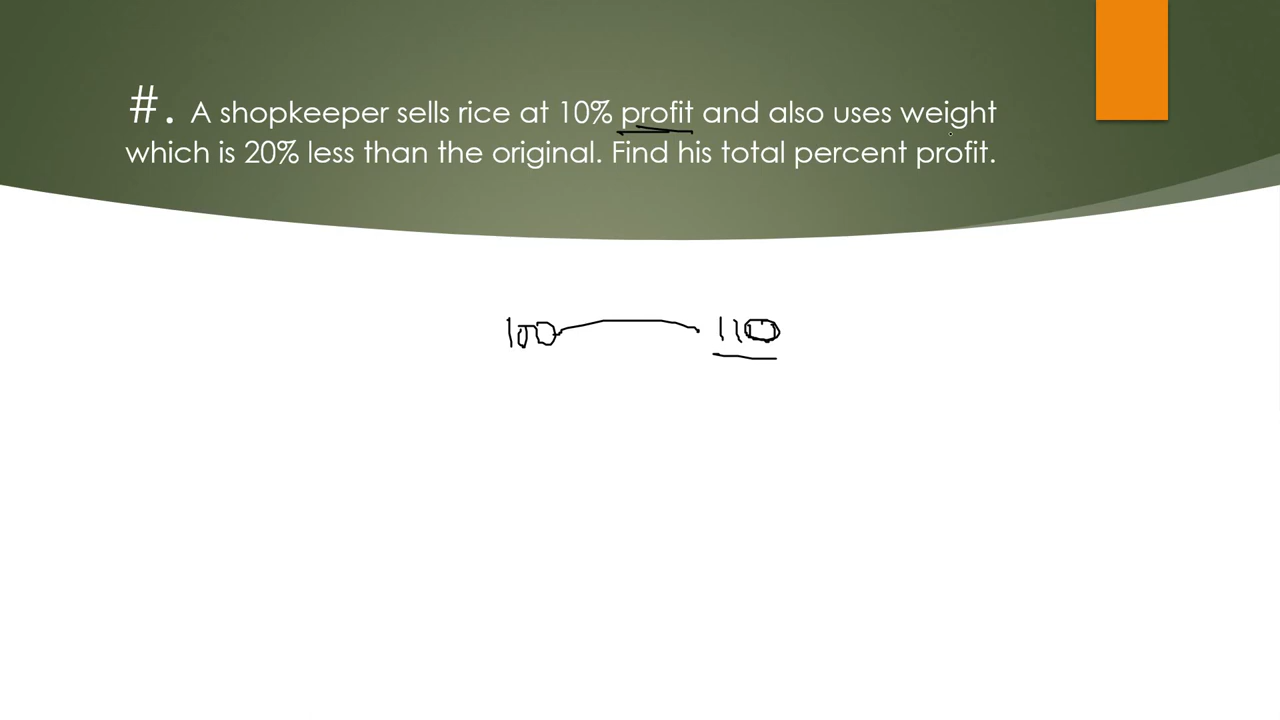 #. A shopkeeper sells rice at 10% profit and also uses weight
which is 20% less than the original. Find his total percent profit.
100 110